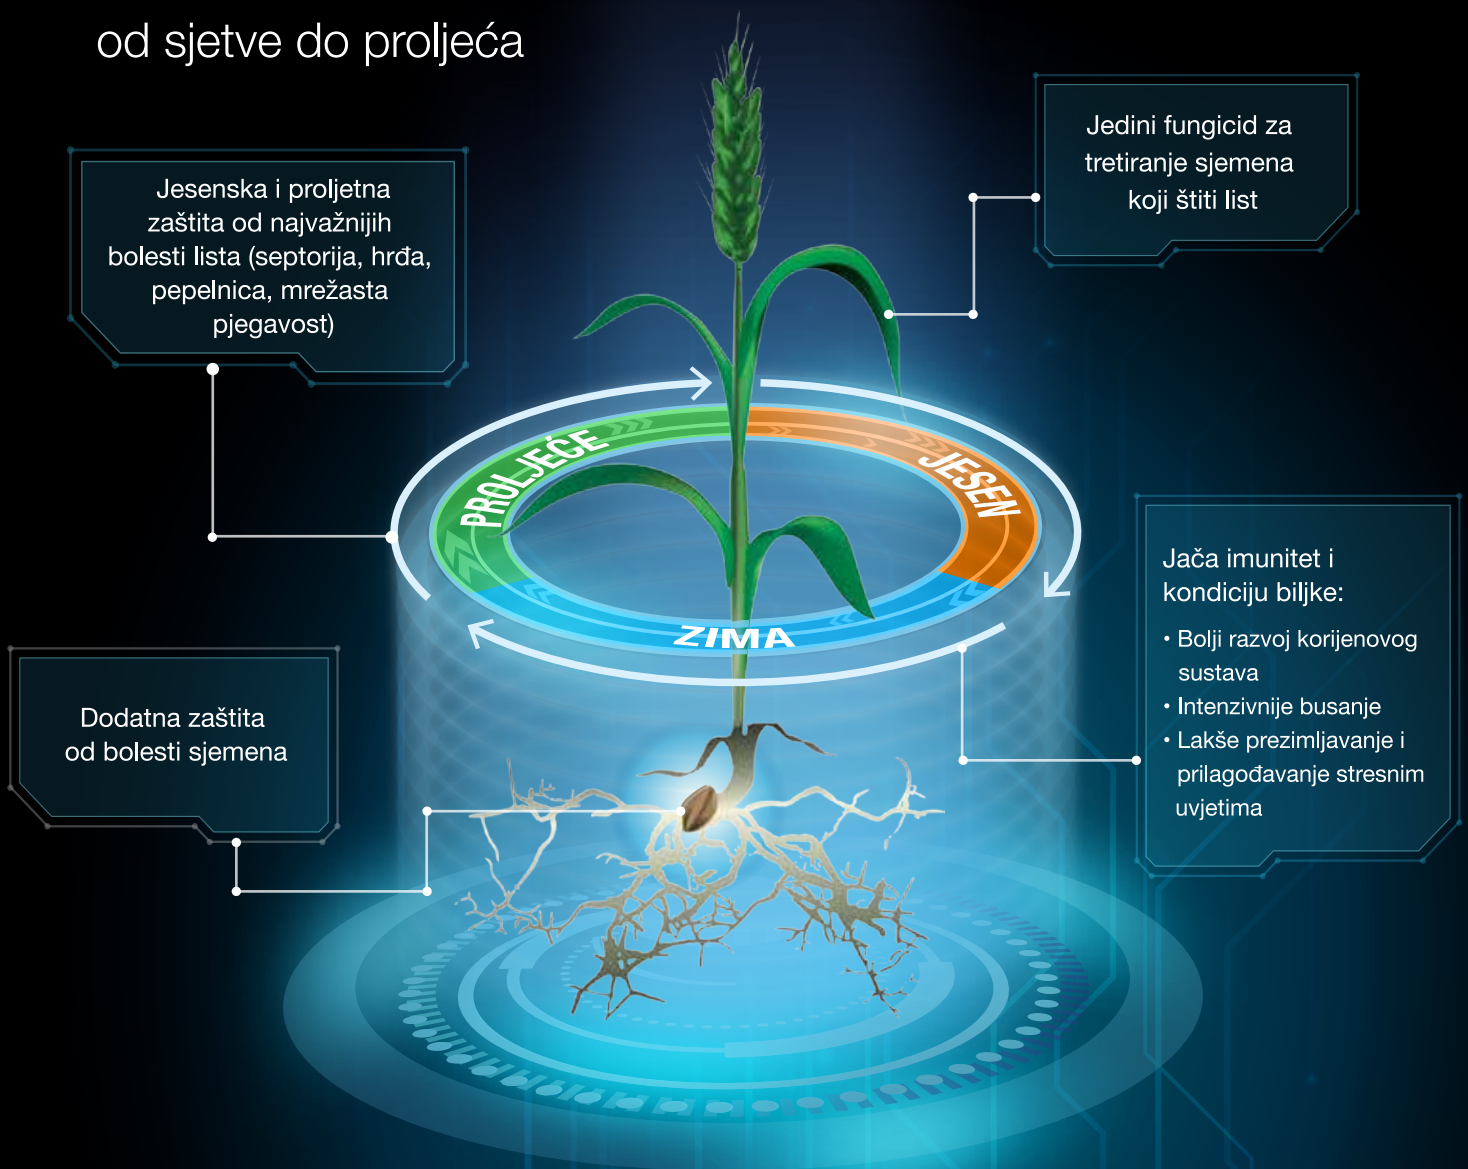 od sjetve do proljeća
Jedini fungicid za
tretiranje sjemena
koji štiti list
Jesenska i proljetna
zaštita od najvažnijih
bolesti lista (septorija, hrđa,
pepelnica, mrežasta
pjegavost)
PROLJEĆE
JESEN
ZIMA
Jača imunitet i
kondiciju biljke:
• Bolji razvoj korijenovog
sustava
• Intenzivnije busanje
• Lakše prezimljavanje i
prilagođavanje stresnim
uvjetima
Dodatna zaštita
od bolesti sjemena